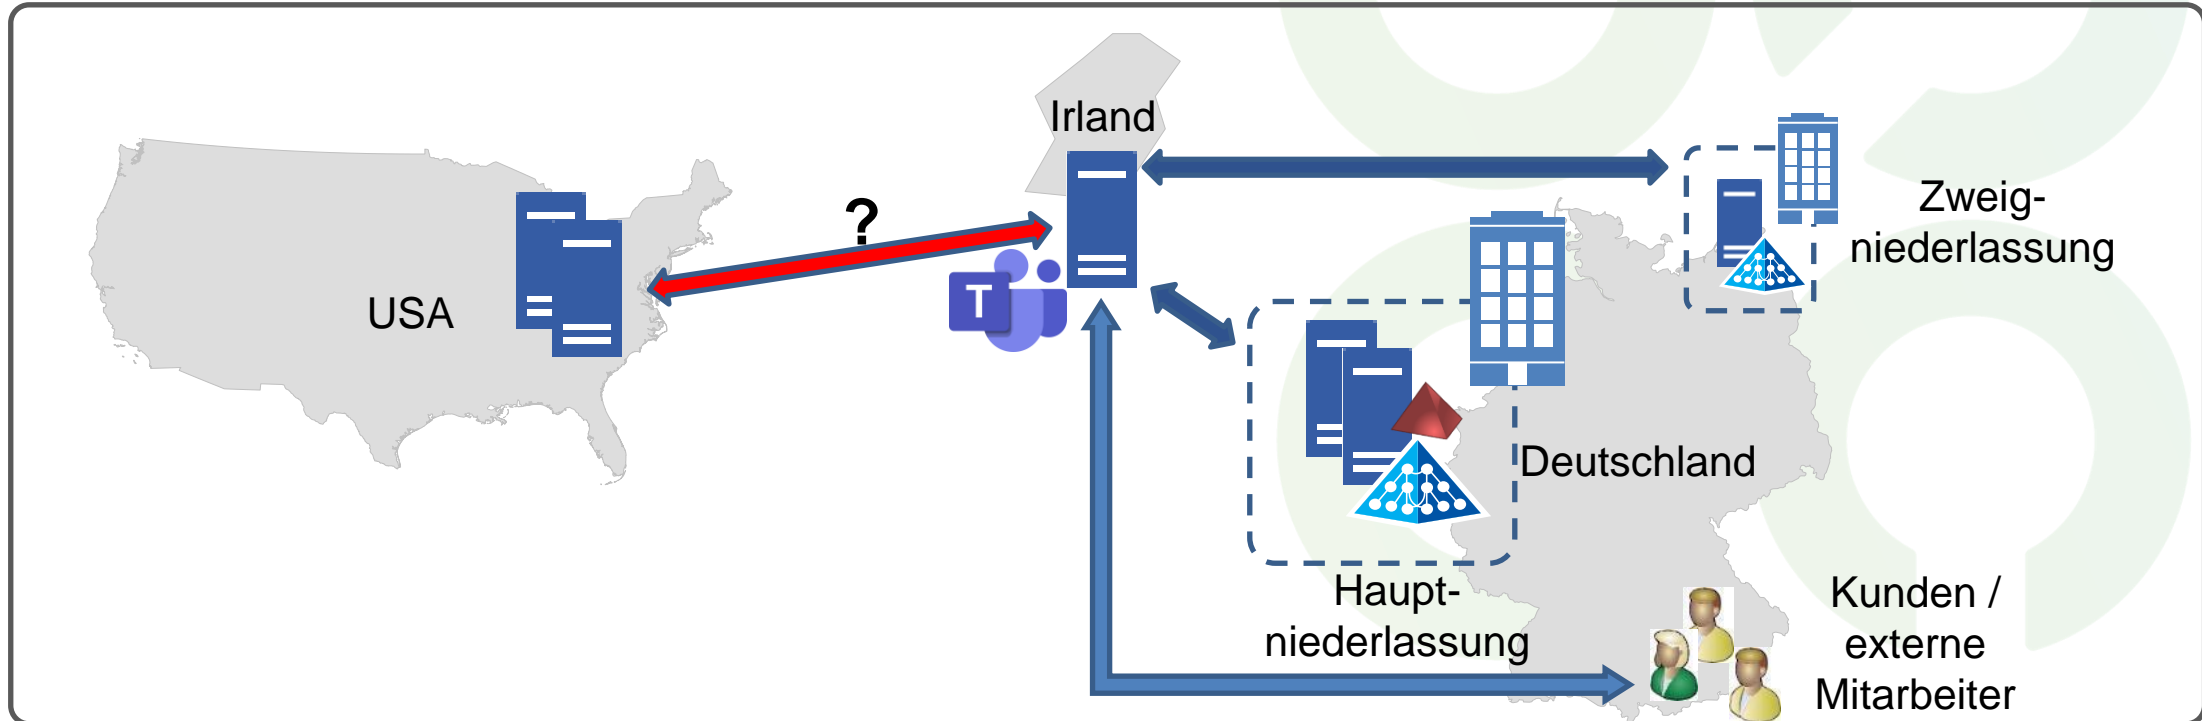 Irland
Zweig-
niederlassung
?
USA
T
Deutschland
Haupt-
niederlassung
Kunden /
externe
Mitarbeiter